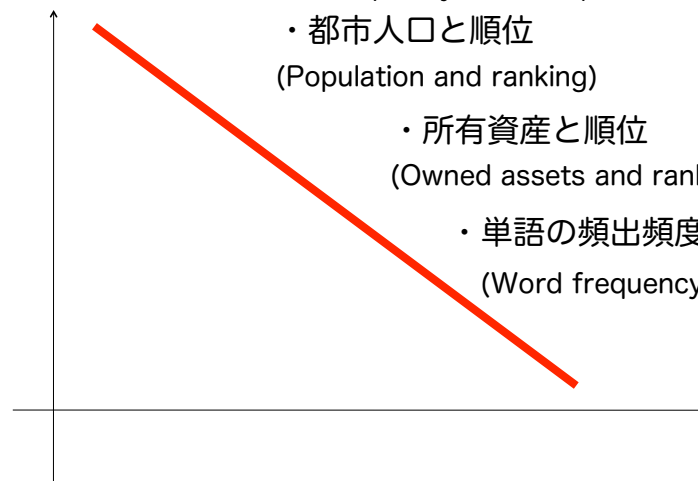 ・都市人口と順位
(Population and ranking)
・所有資産と順位
(Owned assets and
・単語の頻出頻度
(Word frequency